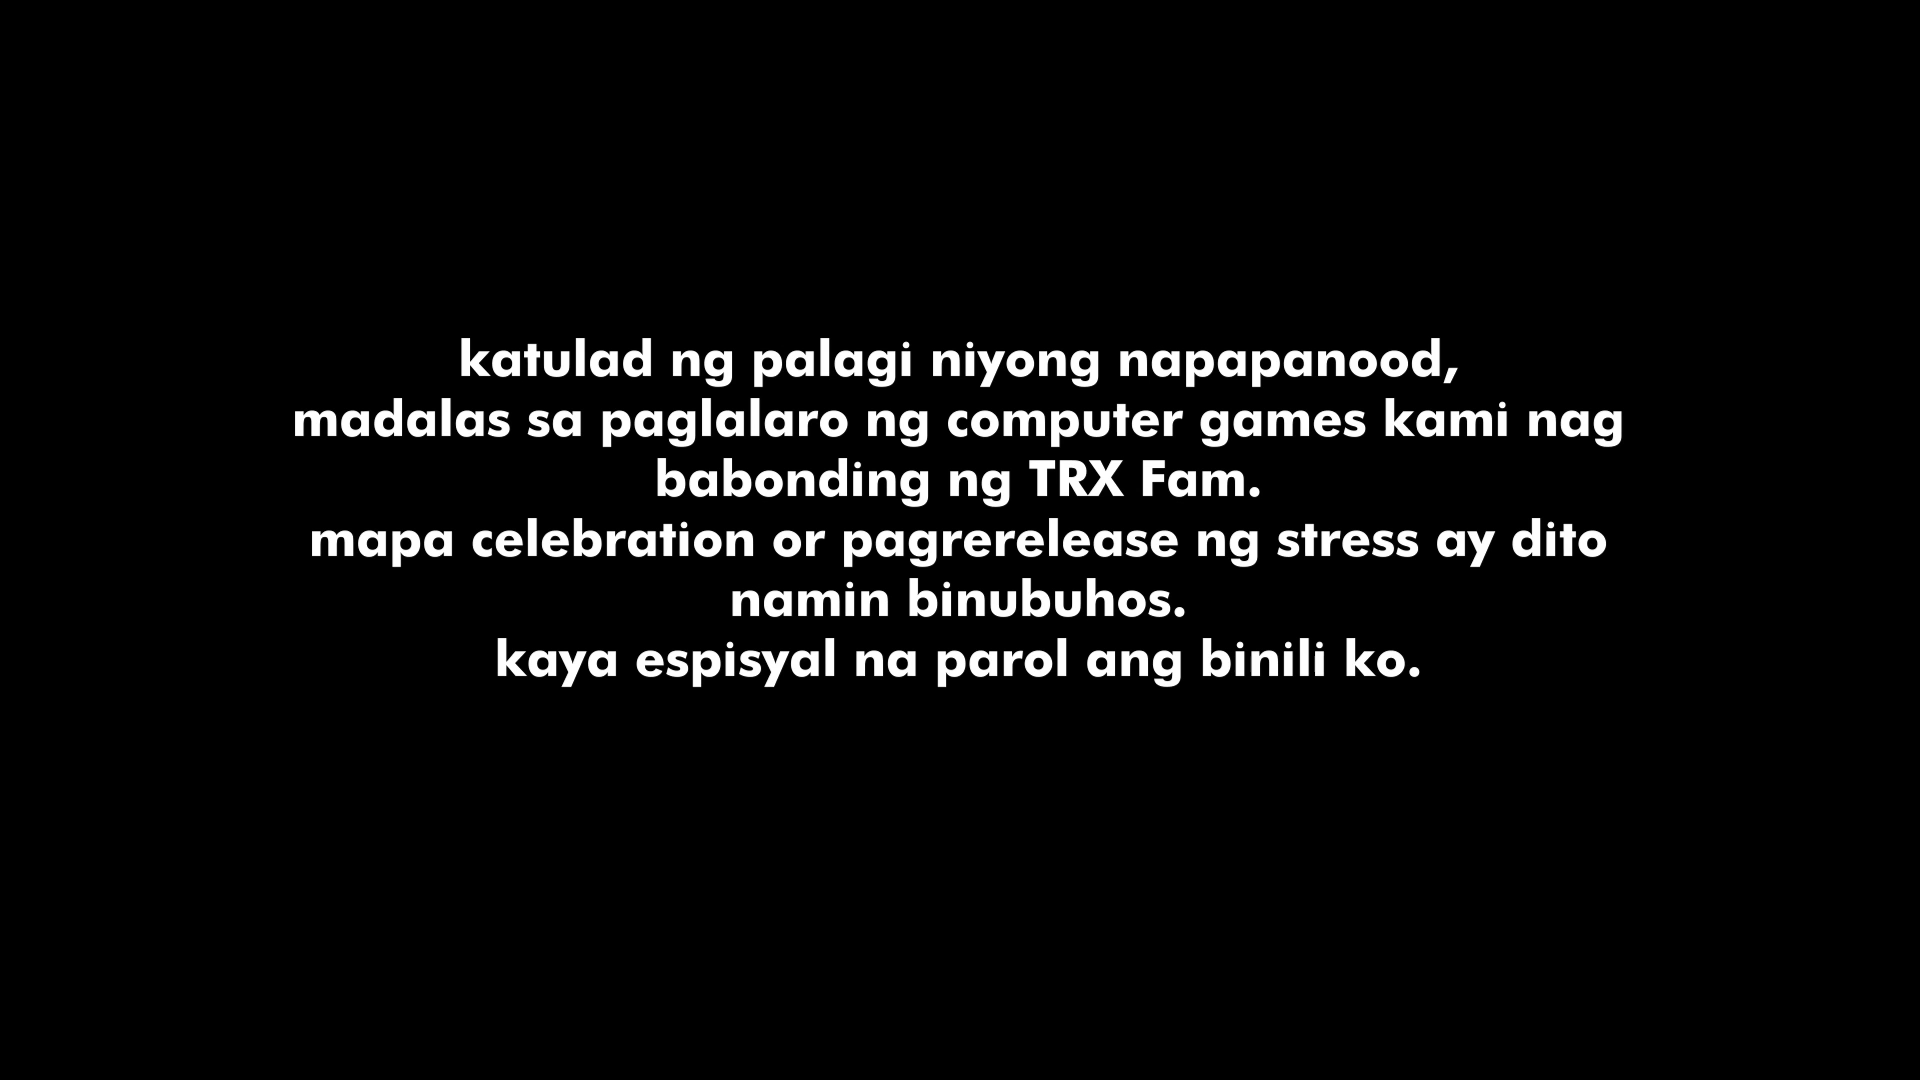 katulad ng palagi niyong napapanood,
madalas sa paglalaro ng computer games kami nag
babonding ng TRX Fam.
mapa celebration or pagrerelease ng stress ay dito
namin binubuhos.
kaya espisyal na parol ang binili ko.